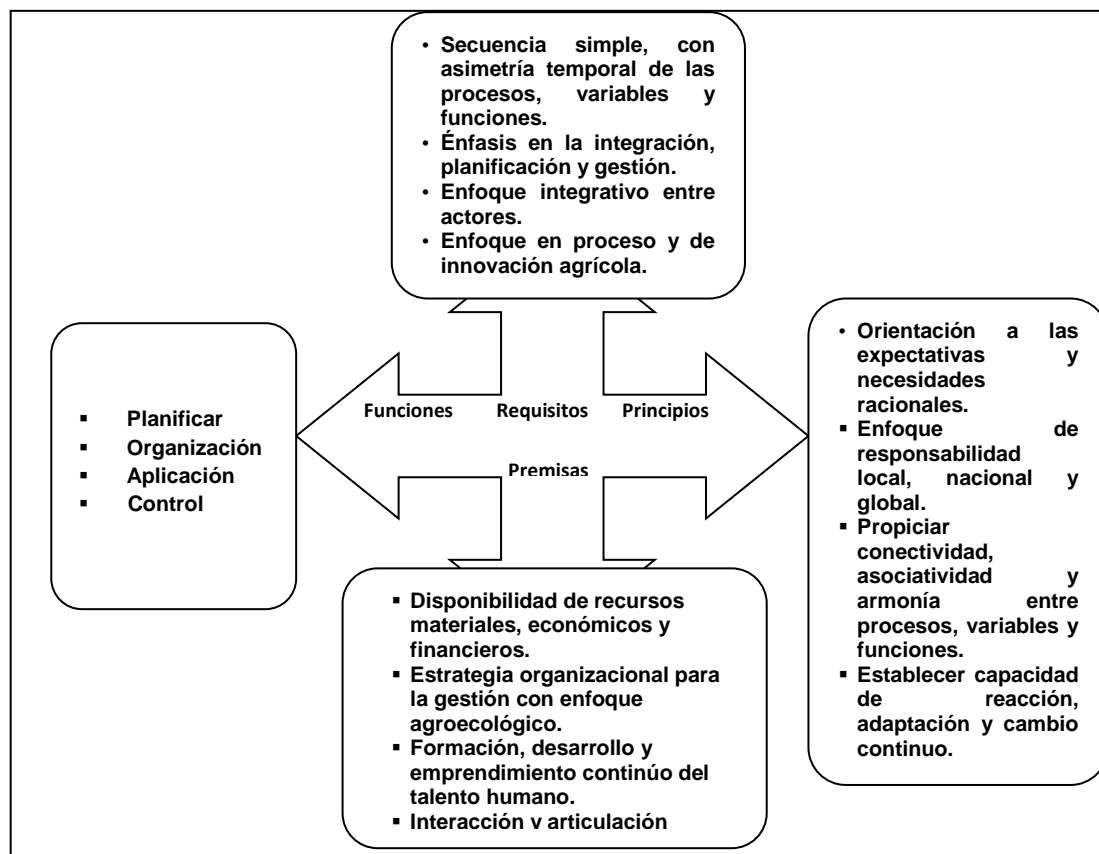 • Secuencia simple, con
asimetría temporal de las
procesos, variables y
funciones.
• Énfasis en la integración,
planificación y gestión.
• Enfoque integrativo entre
actores.
• Enfoque en proceso y de
innovación agrícola.
▪ Planificar
▪ Organización
▪ Aplicación
▪ Control
Funciones Requisitos Principios
Premisas
• Orientación a las
expectativas y
necesidades
racionales.
▪ Enfoque de
responsabilidad
local, nacional y
global.
▪ Propiciar
conectividad,
asociatividad y
armonía entre
procesos, variables y
funciones.
▪ Establecer capacidad
de reacción,
adaptación y cambio
continuo.
▪ Disponibilidad de recursos
materiales, económicos y
financieros.
▪ Estrategia organizacional para
la gestión con enfoque
agroecológico.
▪ Formación, desarrollo y
emprendimiento continúo del
talento humano.
▪ Interacción y articulación